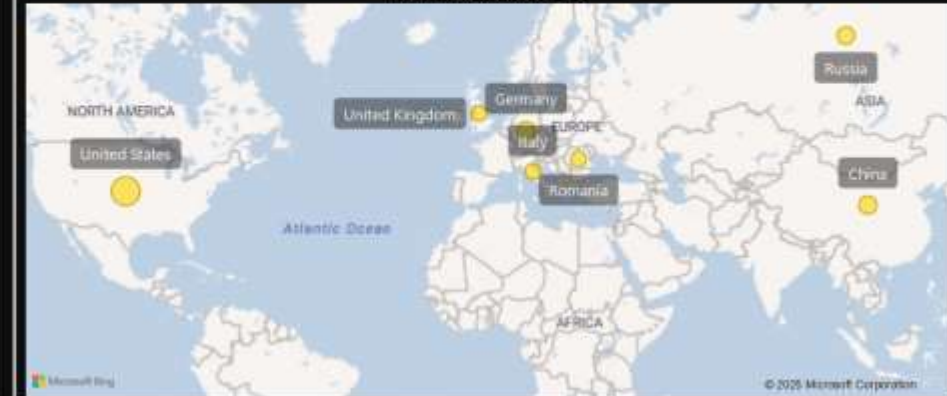 Russia
ASIA
NORTH AMERICA
Germany
United Kingdom
EUROPE
Italy
United States
China
Romania
Atlantic Ocean
AFRICA
Microsoft Bing
© 2025 Microsoft Corporation